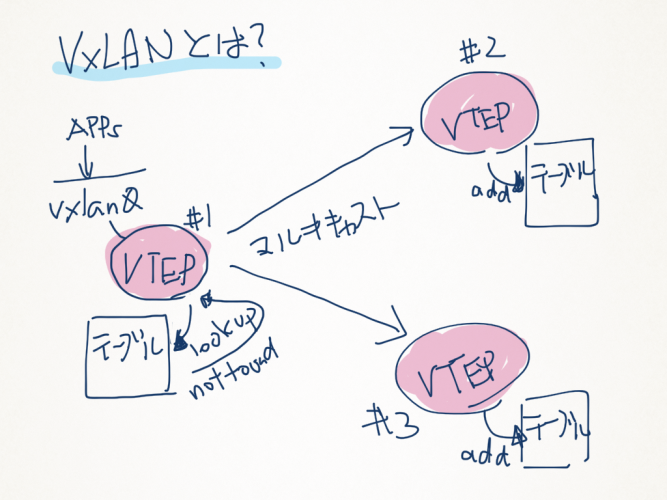 VXLANとは?
APPs
vxlan0
#1
VTEP
テーブル
lookup
not found
マルチキャスト
#2
VTEP
add
テーブル
VTEP
#3
add
テーブル